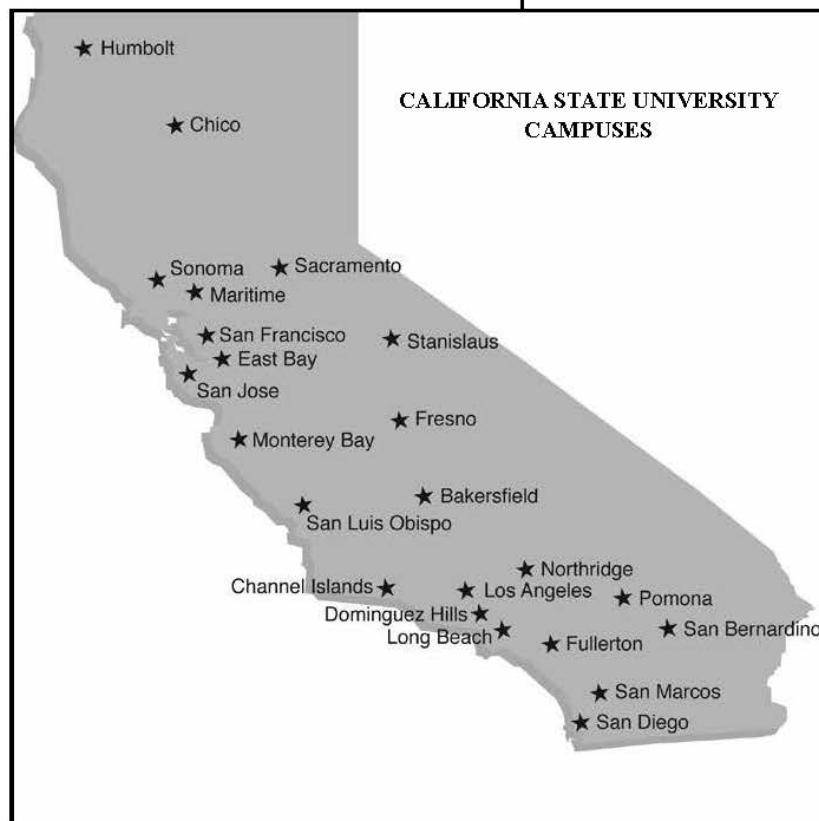 CALIFORNIA STATE UNIVERSITY
CAMPUSES
Humbolt
Chico
Sonoma
Sacramento
Maritime
San Francisco
Stanislaus
East Bay
San Jose
Fresno
Monterey Bay
Bakersfield
San Luis Obispo
Northridge
Channel Islands
Los Angeles
Pomona
Dominguez Hills
Long Beach
San Bernardino
Fullerton
San Marcos
San Diego